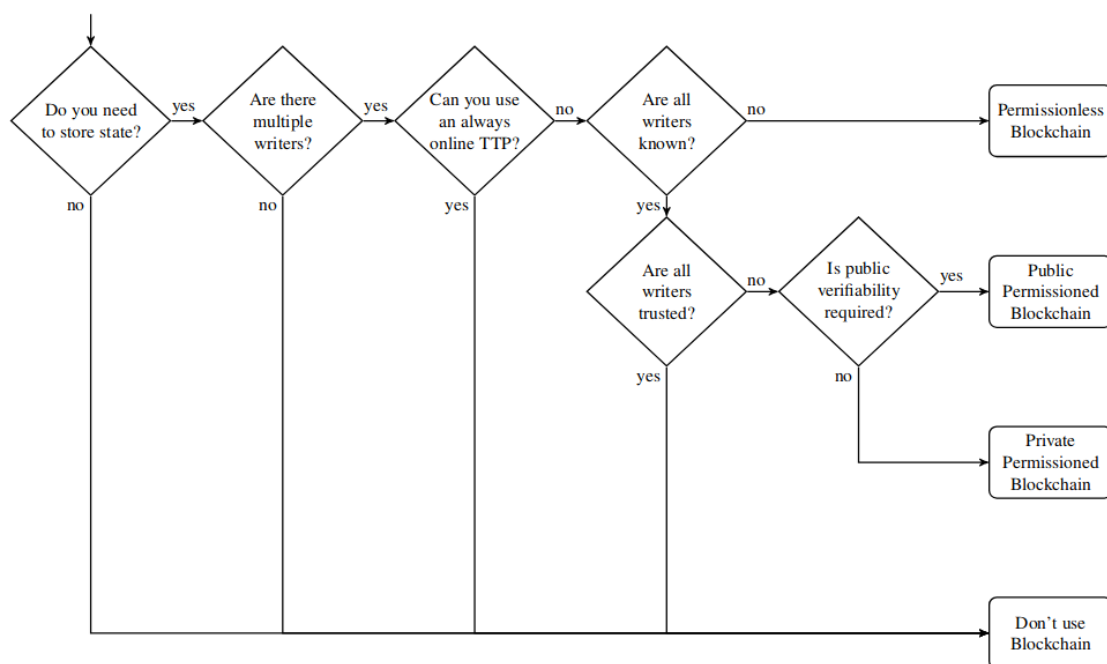 Do you need
to store state?
yes
Are there
multiple
writers?
yes
Can you use
an always
online TTP?
no
Are all
writers
known?
no
Permissionless
Blockchain
no
no
yes
yes
Are all
writers
trusted?
no
Is public
verifiability
required?
yes
Public
Permissioned
Blockchain
yes
no
Private
Permissioned
Blockchain
Don't use
Blockchain